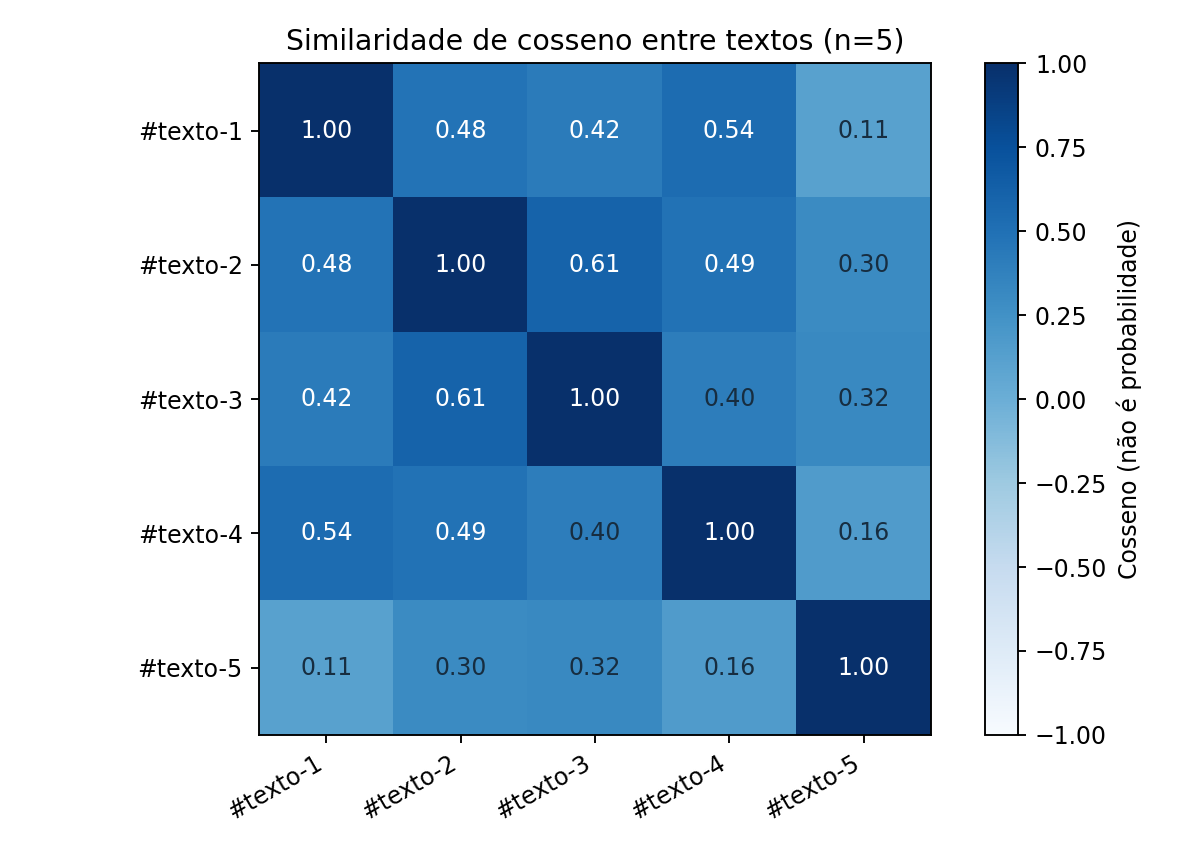 Similaridade de cosseno entre textos (n=5)
#texto-1 1.00 0.48 0.42 0.54 0.11
#texto-2 0.48 1.00 0.61 0.49 0.30
#texto-3 0.42 0.61 1.00 0.40 0.32
#texto-4 0.54 0.49 0.40 1.00 0.16
#texto-5 0.11 0.30 0.32 0.16 1.00
#texto-1 #texto-2 #texto-3 #texto-4 #texto-5
1.00
0.75
0.50
0.25
0.00
−0.25
−0.50
−0.75
−1.00
Cosseno (não é probabilidade)